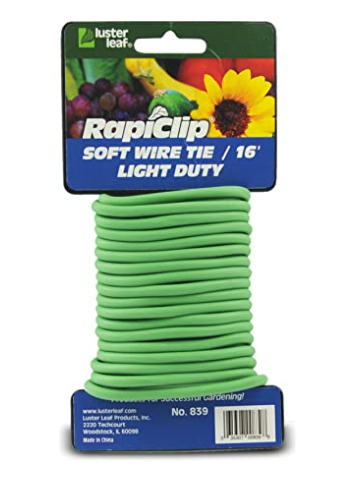 luster
leaf®
RapiClip
SOFT WIRE TIE / 16'
LIGHT DUTY
Products For Successful Gardening!
www.lusterleaf.com
Luster Leaf Products, Inc.
2220 Techcourt
Woodstock, IL 60098
Made in China
No. 839